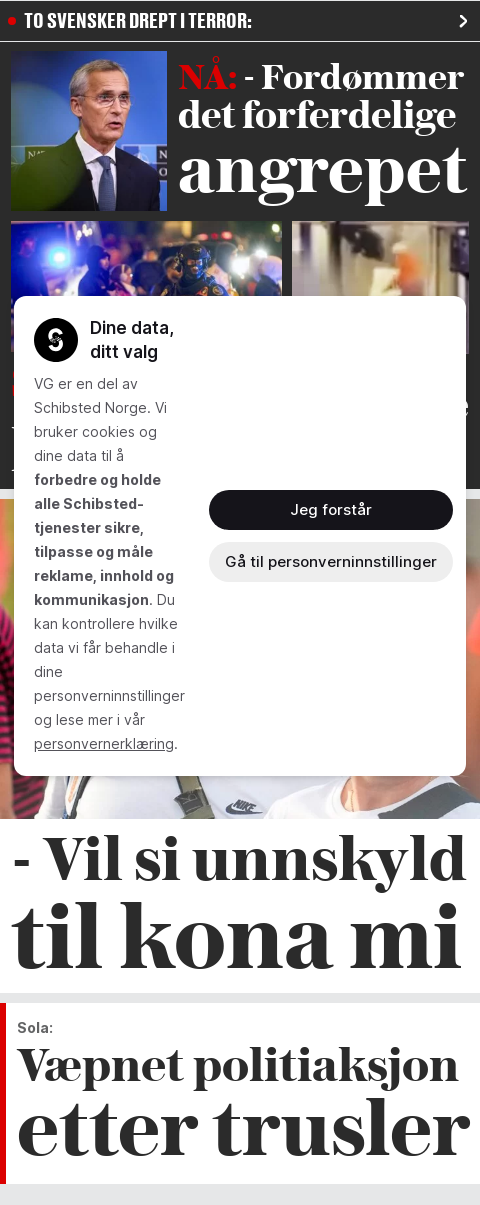 TO SVENSKER DREPT I TERROR:
NÅ: - Fordømmer
det forferdelige
angrepet
Dine data,
ditt valg
VG er en del av
Schibsted Norge. Vi
bruker cookies og
dine data til å
forbedre og holde
alle Schibsted-
tjenester sikre,
tilpasse og måle
reklame, innhold og
kommunikasjon. Du
kan kontrollere hvilke
data vi får behandle i
dine
personverninnstillinger
og lese mer i vår
personvernerklæring.
Jeg forstår
Gå til personverninnstillinger
NIKE
- Vil si unnskyld
til kona mi
Sola:
Væpnet politiaksjon
etter trusler